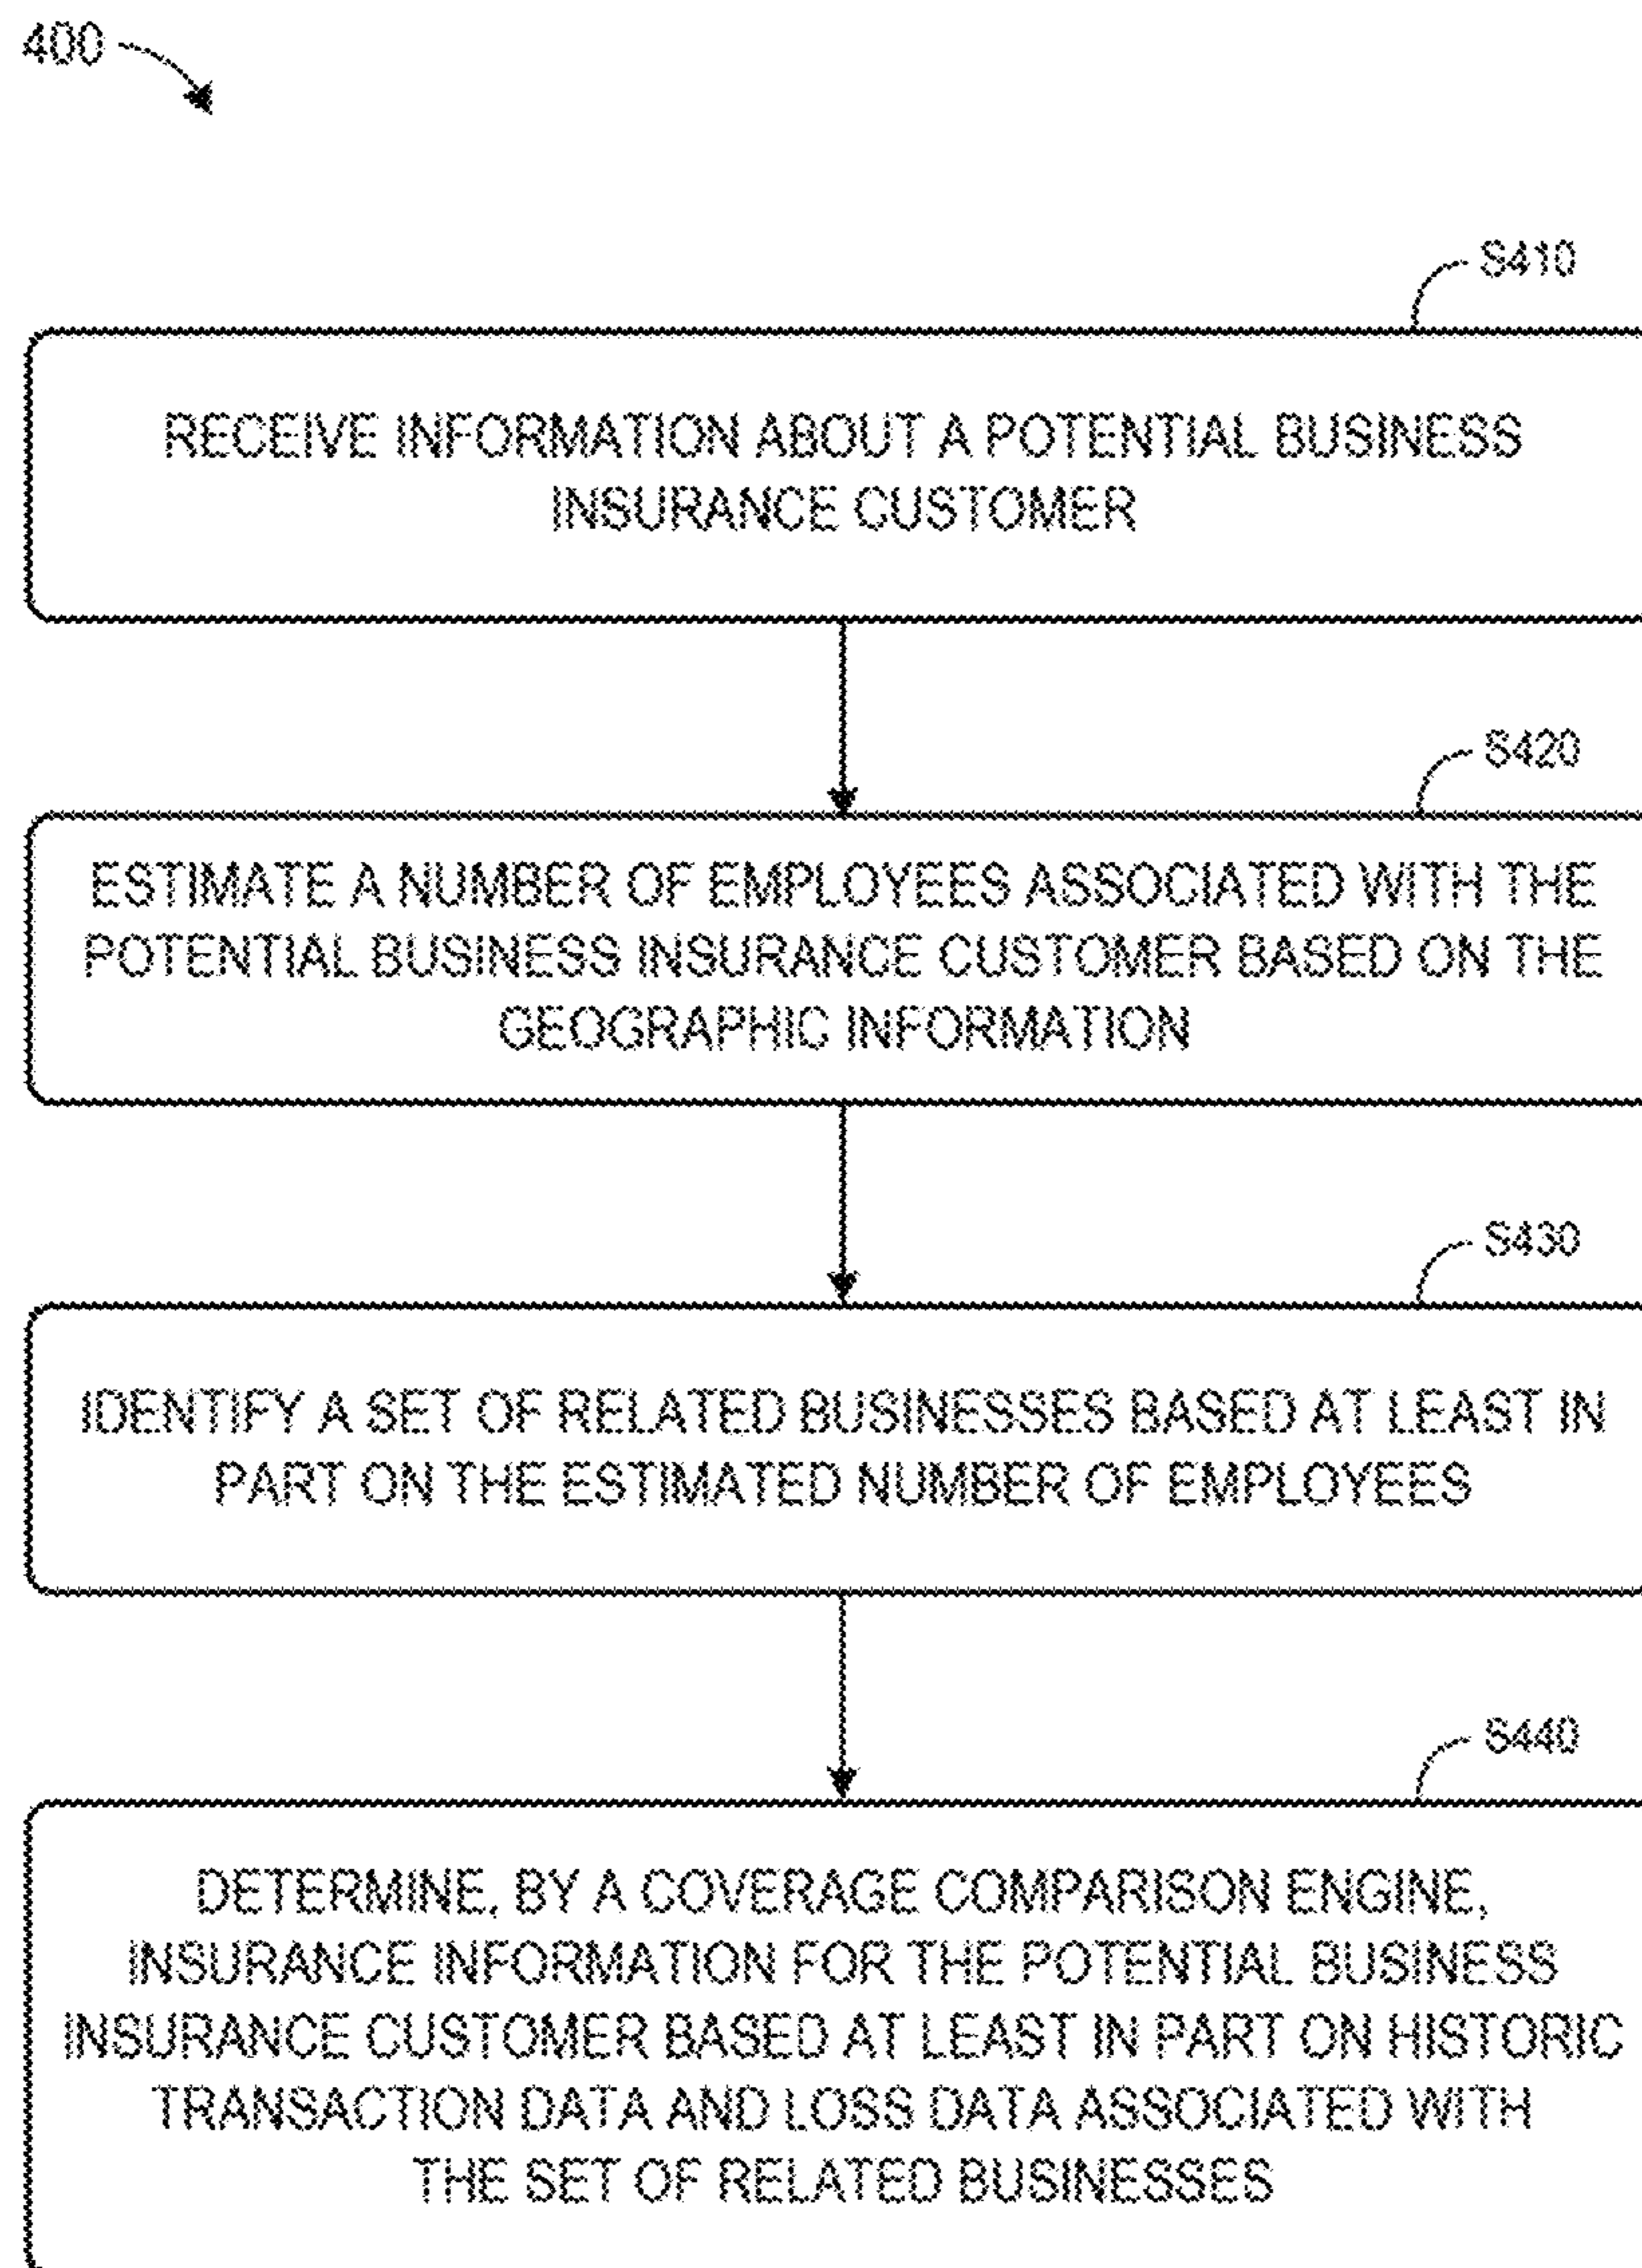 400
S410
RECEIVE INFORMATION ABOUT A POTENTIAL BUSINESS
INSURANCE CUSTOMER
S420
ESTIMATE A NUMBER OF EMPLOYEES ASSOCIATED WITH THE
POTENTIAL BUSINESS INSURANCE CUSTOMER BASED ON THE
GEOGRAPHIC INFORMATION
S430
IDENTIFY A SET OF RELATED BUSINESSES BASED AT LEAST IN
PART ON THE ESTIMATED NUMBER OF EMPLOYEES
S440
DETERMINE, BY A COVERAGE COMPARISON ENGINE,
INSURANCE INFORMATION FOR THE POTENTIAL BUSINESS
INSURANCE CUSTOMER BASED AT LEAST IN PART ON HISTORIC
TRANSACTION DATA AND LOSS DATA ASSOCIATED WITH
THE SET OF RELATED BUSINESSES